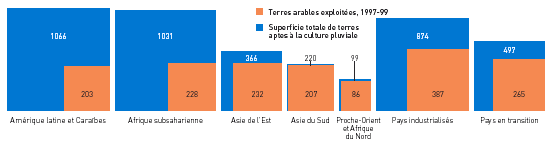 Terres arables exploitées, 1997-99
Superficie totale de terres
aptes à la culture pluviale
1066
203
1031
228
366
232
220
207
99
86
874
387
497
265
Amérique latine et Caraïbes
Afrique subsaharienne
Asie de l'Est
Asie du Sud
Proche-Orient
et Afrique
du Nord
Pays industrialisés
Pays en transition